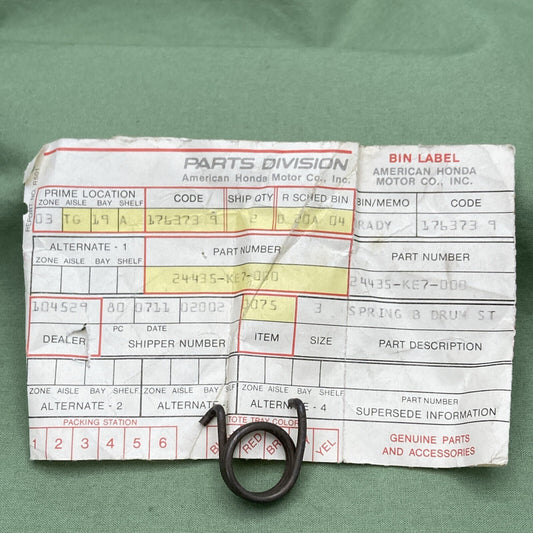 PARTS DIVISION
American Honda Motor Co., Inc.
BIN LABEL
AMERICAN HONDA
MOTOR CO., INC.
PRIME LOCATION
ZONE AISLE BAY SHELF
CODE
SHIP QTY
R SCHED BIN
BIN/MEMO
CODE
03 TG 19 A
176373 9
2
D 20A 04
RADY
176373 9
ALTERNATE - 1
ZONE AISLE BAY SHELF
PART NUMBER
PART NUMBER
24435-KE7-000
24435-KE7-000
104529
80
0711
02002
0075
3
SPRING B DRUM ST
DEALER
PC
DATE
SHIPPER NUMBER
ITEM
SIZE
PART DESCRIPTION
ZONE AISLE BAY SHELF
ZONE AISLE BAY
ZONE AISLE BAY SHELF
PART NUMBER
ALTERNATE - 2
ALTERNATE
ALTERNATE - 4
SUPERSEDE INFORMATION
PACKING STATION
TOTE TRAY COLOR
1 2 3 4 5 6
RED
YEL
GENUINE PARTS
AND ACCESSORIES